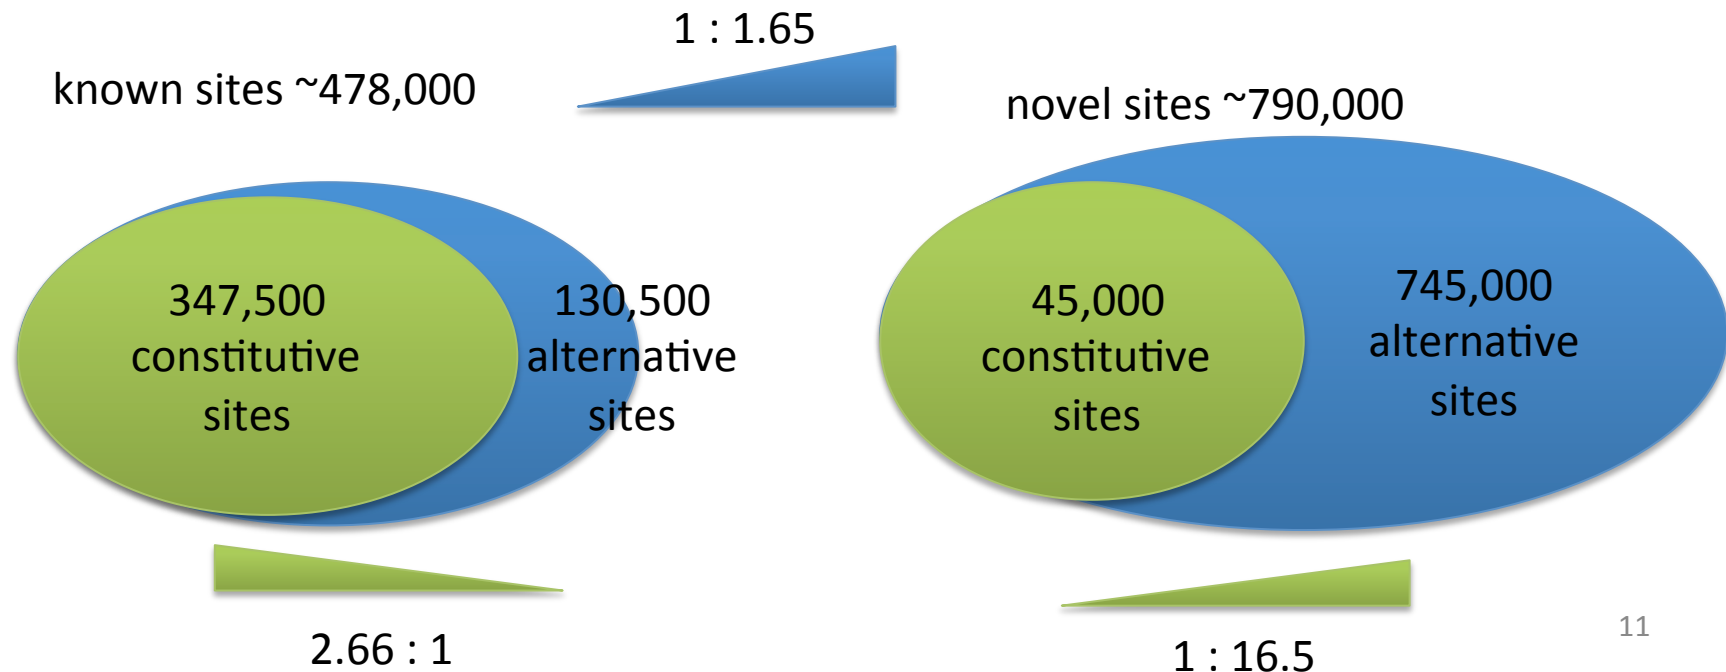 1 : 1.65
known sites ~478,000
novel sites ~790,000
347,500
constitutive
sites
130,500
alternative
sites
45,000
constitutive
sites
745,000
alternative
sites
2.66 : 1
1 : 16.5
11